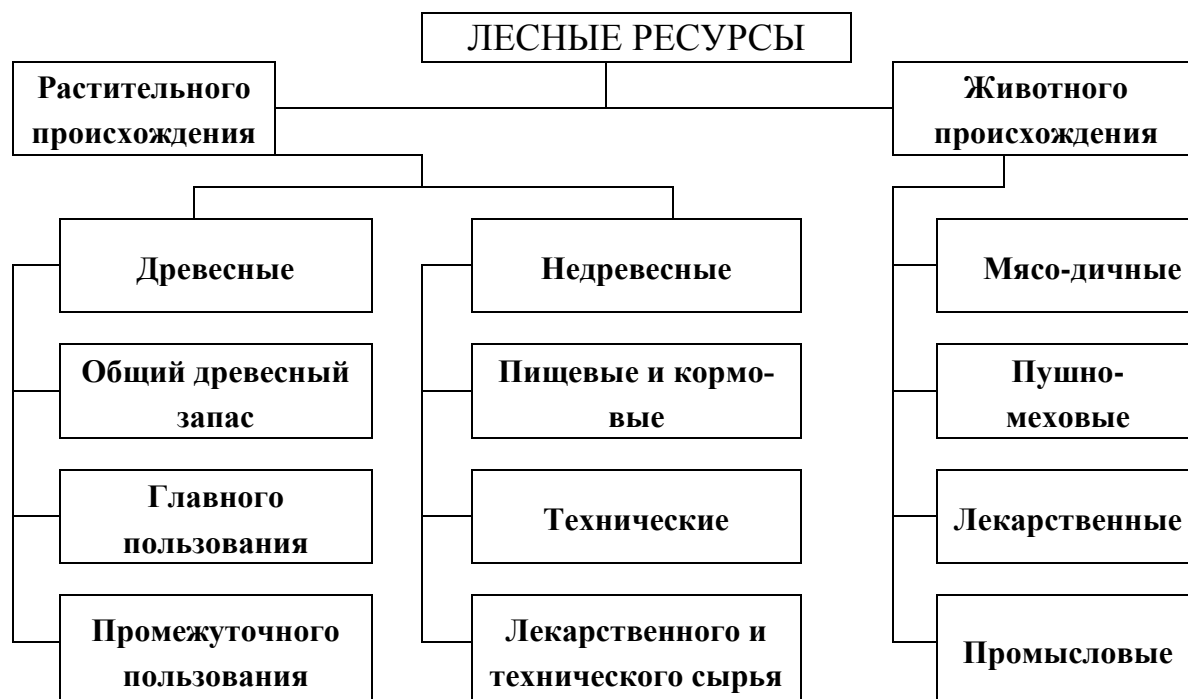 ЛЕСНЫЕ РЕСУРСЫ
Растительного
происхождения
Животного
происхождения
Древесные
Недревесные
Мясо-дичные
Общий древесный
запас
Пищевые и кормо-
вые
Пушно-
меховые
Главного
пользования
Технические
Лекарственные
Промежуточного
пользования
Лекарственного и
технического сырья
Промысловые